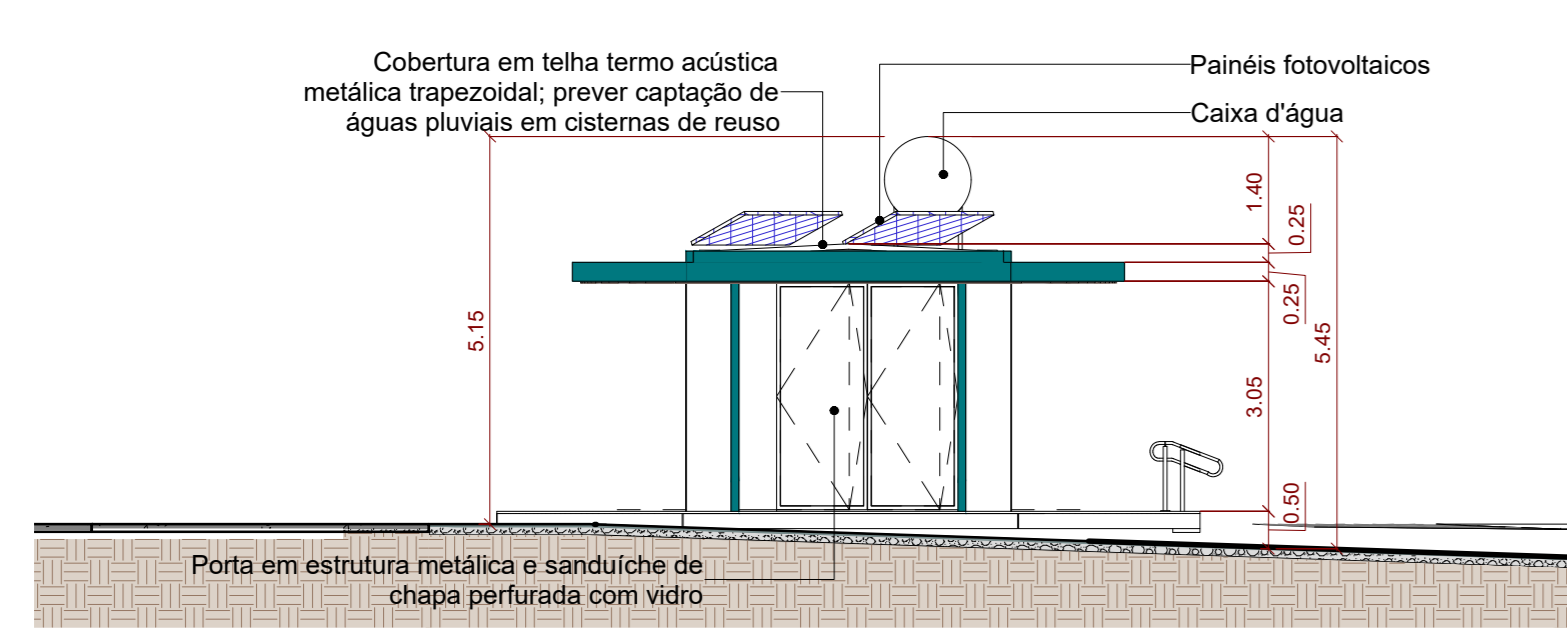 Cobertura em telha termo acústica
metálica trapezoidal; prever captação de
águas pluviais em cisternas de reuso
Painéis fotovoltaicos
Caixa d'água
1.40
0.25
0.25
5.15
5.45
3.05
0.50
Porta em estrutura metálica e sanduíche de
chapa perfurada com vidro